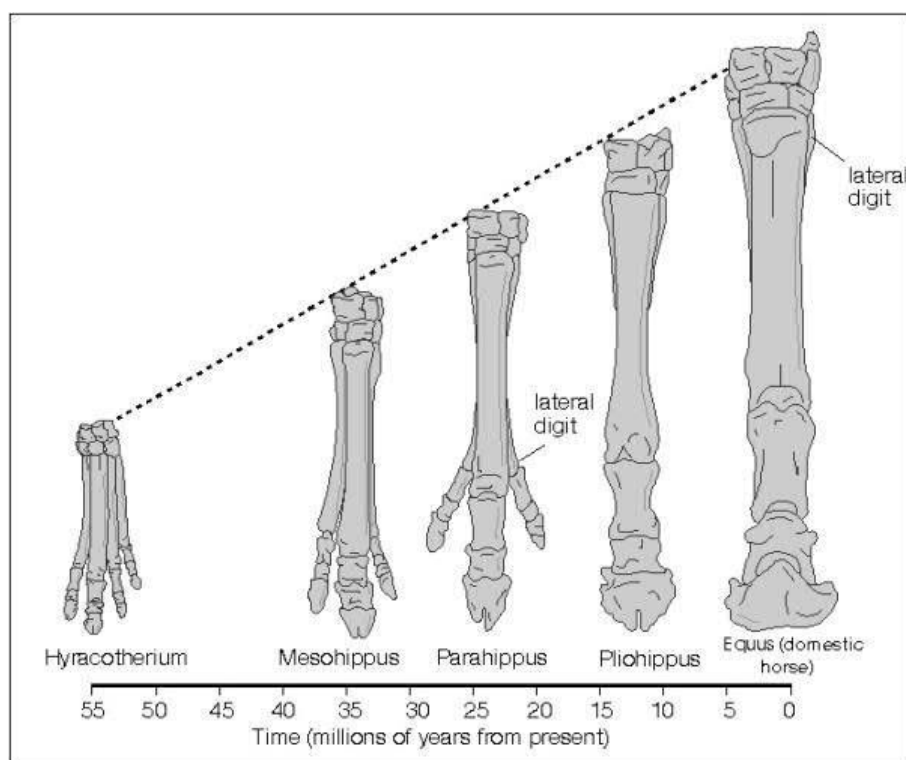 lateral
digit
lateral
digit
Hyracotherium
Mesohippus
Parahippus
Pliohippus
Equus (domestic
horse)
55 50 45 40 35 30 25 20 15 10 5 0
Time (millions of years from present)